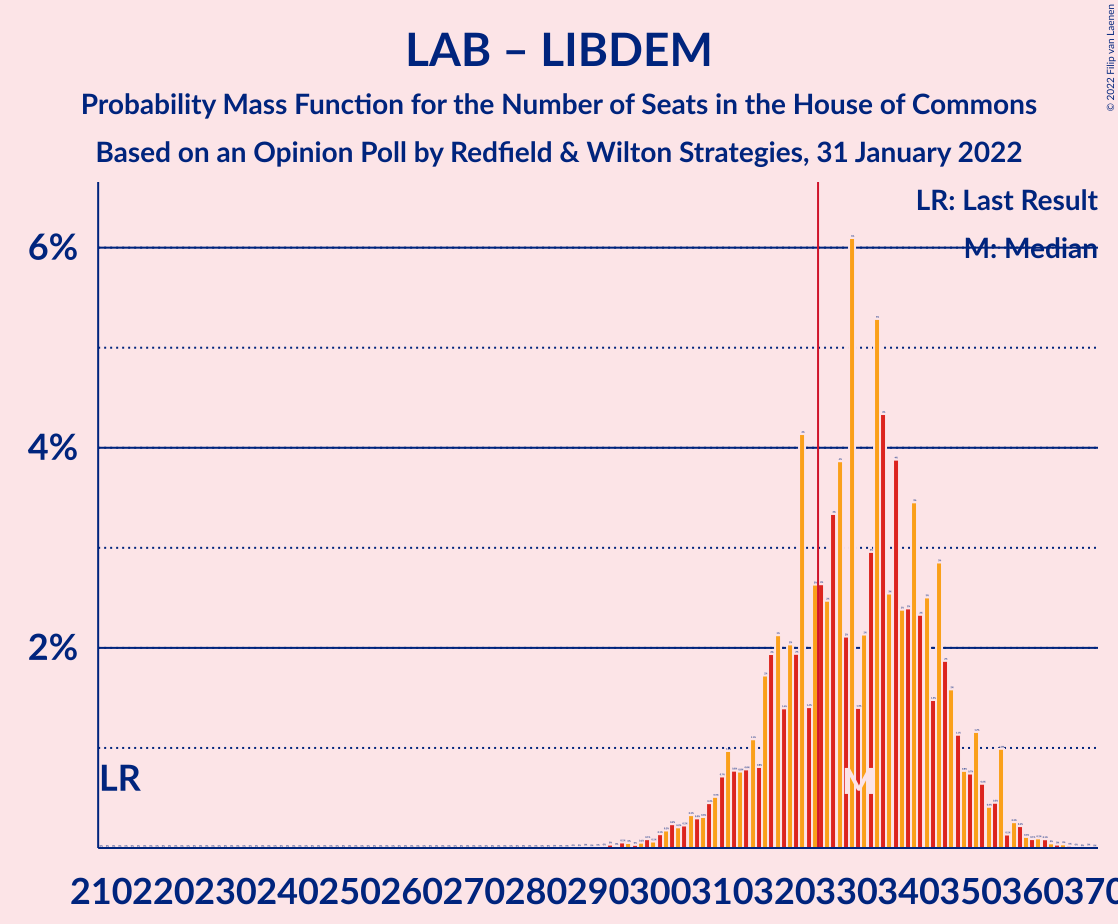 LAB – LIBDEM
Probability Mass Function for the Number of Seats in the House of Commons
Based on an Opinion Poll by Redfield & Wilton Strategies, 31 January 2022
© 2022 Filip van Laenen
LR: Last Result
M: Median
6%
4%
2%
LR
M
210220230240250260270280290300310320330340350360370